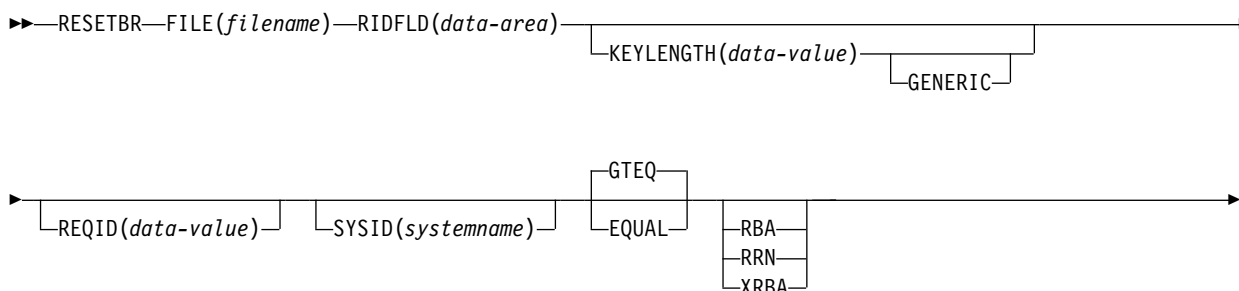 RESETBR FILE(filename) RIDFLD(data-area)
KEYLENGTH(data-value)
GENERIC
GTEQ
REQID(data-value) SYSID(systemname) EQUAL RBA
RRN
XRBA